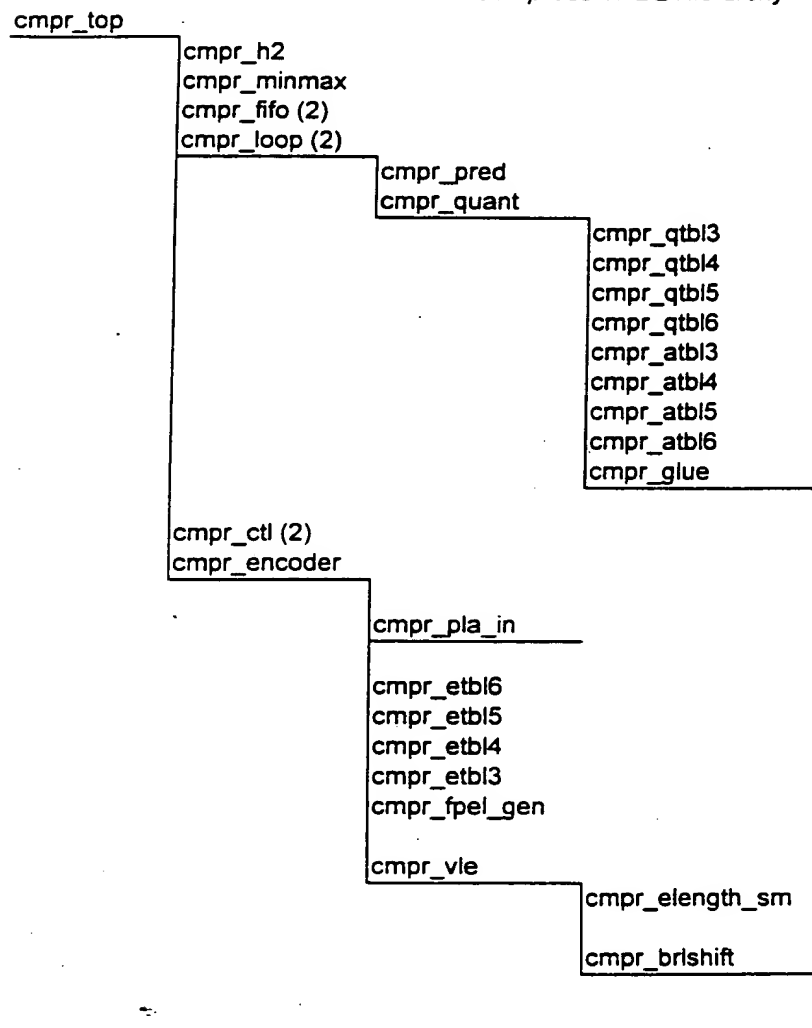 cmpr_top
cmpr_h2
cmpr_minmax
cmpr_fifo (2)
cmpr_loop (2)
cmpr_pred
cmpr_quant
cmpr_qtbl3
cmpr_qtbl4
cmpr_qtbl5
cmpr_qtbl6
cmpr_atbl3
cmpr_atbl4
cmpr_atbl5
cmpr_atbl6
cmpr_glue
cmpr_ctl (2)
cmpr_encoder
cmpr_pla_in
cmpr_etbl6
cmpr_etbl5
cmpr_etbl4
cmpr_etbl3
cmpr_fpel_gen
cmpr_vle
cmpr_elength_sm
cmpr_brlshift